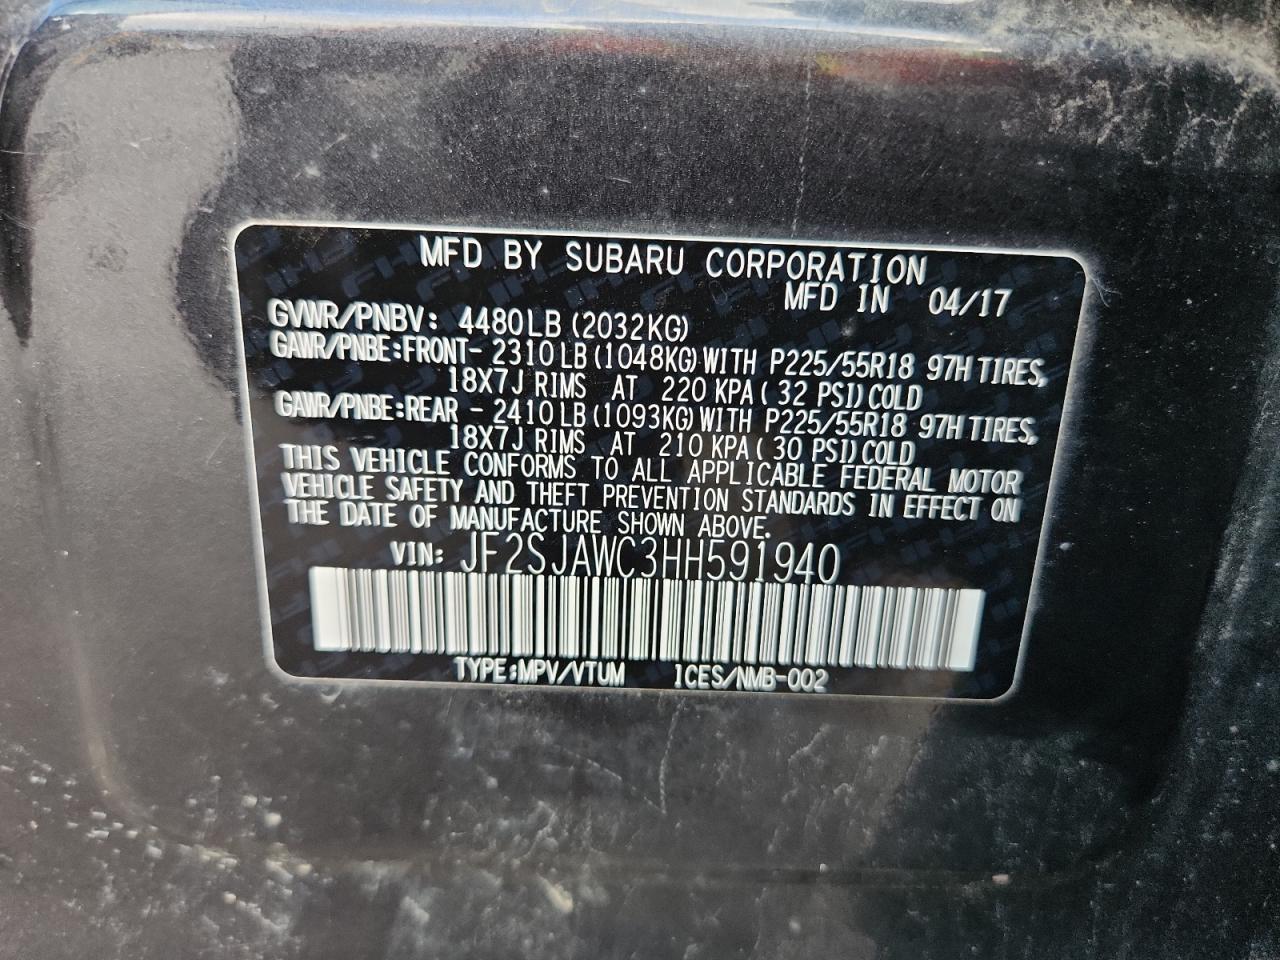 MFD BY SUBARU CORPORATION
MFD IN 04/17
GVWR/PNBV: 4480LB (2032KG)
GAWR/PNBE:FRONT- 2310LB (1048KG) WITH P225/55R18 97H TIRES,
18X7J RIMS AT 220 KPA ( 32 PSI) COLD
GAWR/PNBE:REAR - 2410LB (1093KG) WITH P225/55R18 97H TIRES,
18X7J RIMS AT 210 KPA ( 30 PSI) COLD
THIS VEHICLE CONFORMS TO ALL APPLICABLE FEDERAL MOTOR
VEHICLE SAFETY AND THEFT PREVENTION STANDARDS IN EFFECT ON
THE DATE OF MANUFACTURE SHOWN ABOVE.
VIN: JF2SJAWC3HH591940
TYPE:MPV/VTUM 1CES/NMB-002